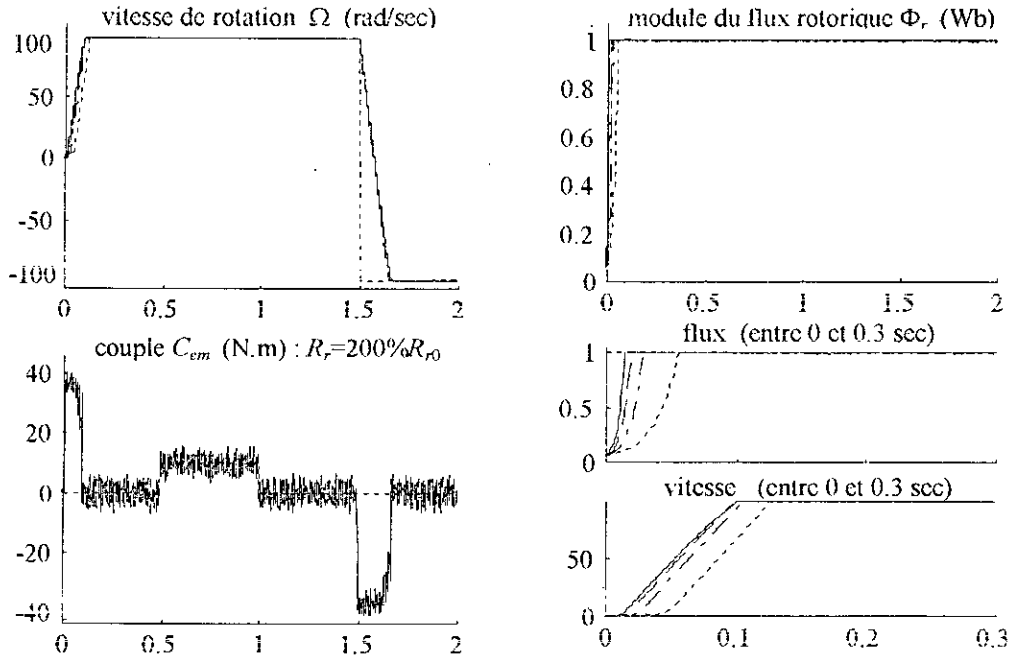 vitesse de rotation Ω (rad/sec)
100
50
0
-50
-100
0 0.5 1 1.5 2
module du flux rotorique Φr (Wb)
1
0.8
0.6
0.4
0.2
0
0 0.5 1 1.5 2
couple Cem (N.m) : Rr=200%Rr0
40
20
0
-20
-40
0 0.5 1 1.5 2
flux (entre 0 et 0.3 sec)
1
0.5
0
vitesse (entre 0 et 0.3 sec)
50
0
0 0.1 0.2 0.3